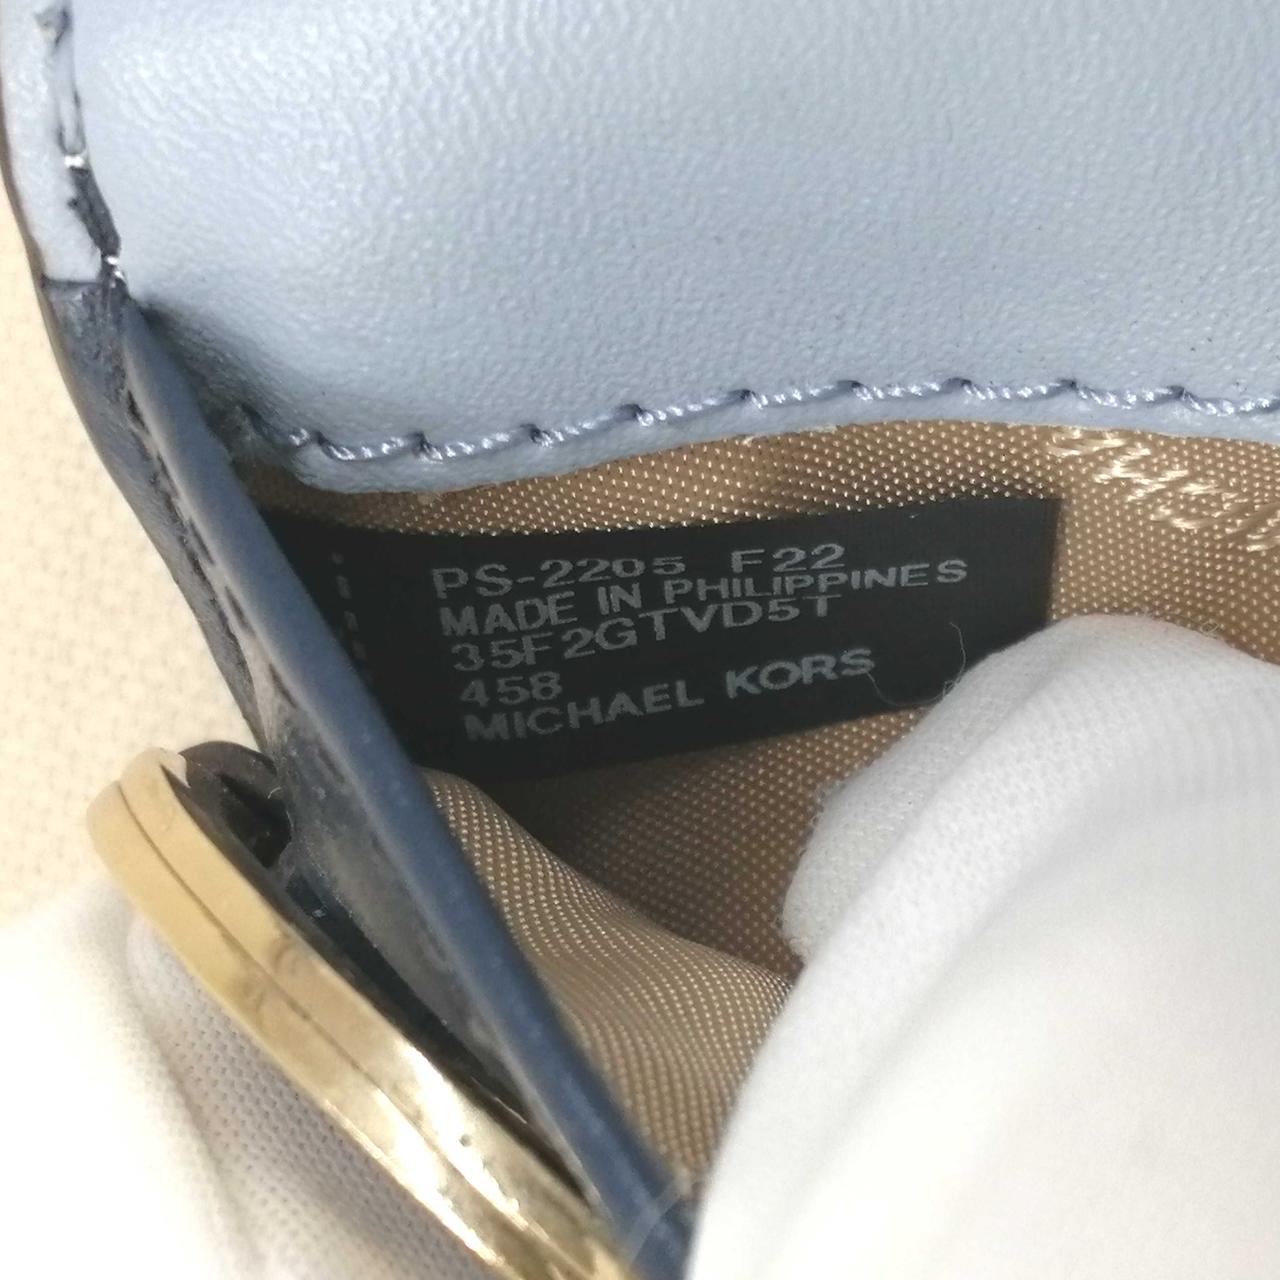 PS-2205 F22
MADE IN PHILIPPINES
35F2GTVD5T
458
MICHAEL KORS